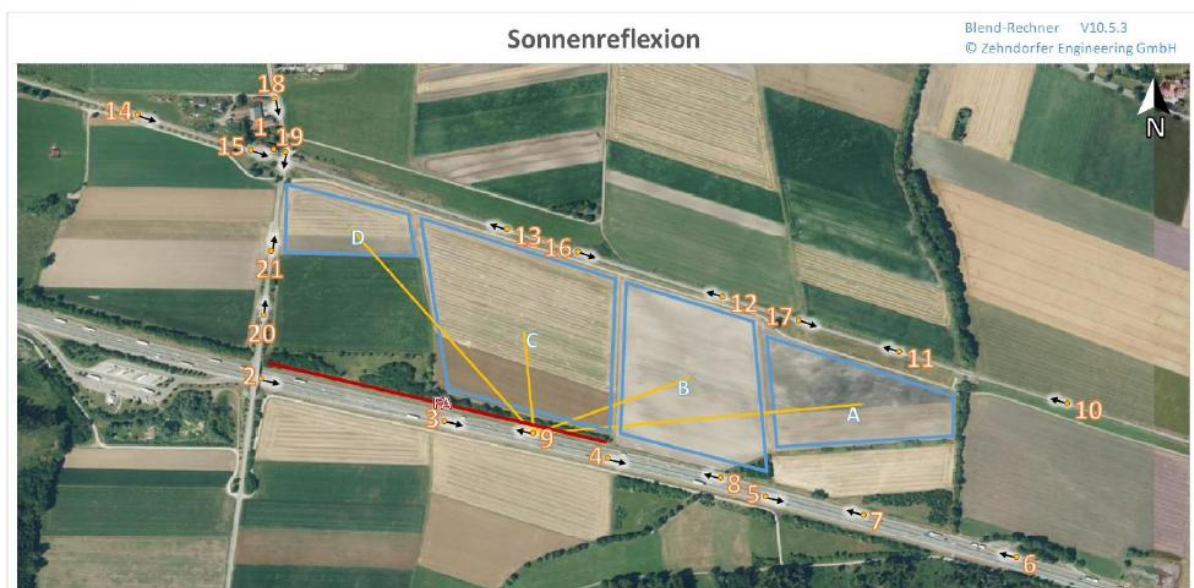 Sonnenreflexion
Blend-Rechner V10.5.3
© Zehndorfer Engineering GmbH
N
18
14
1
15
19
D
13
16
21
12
17
20
C
11
2
B
10
A
FA
3
9
4
8
5
7
6